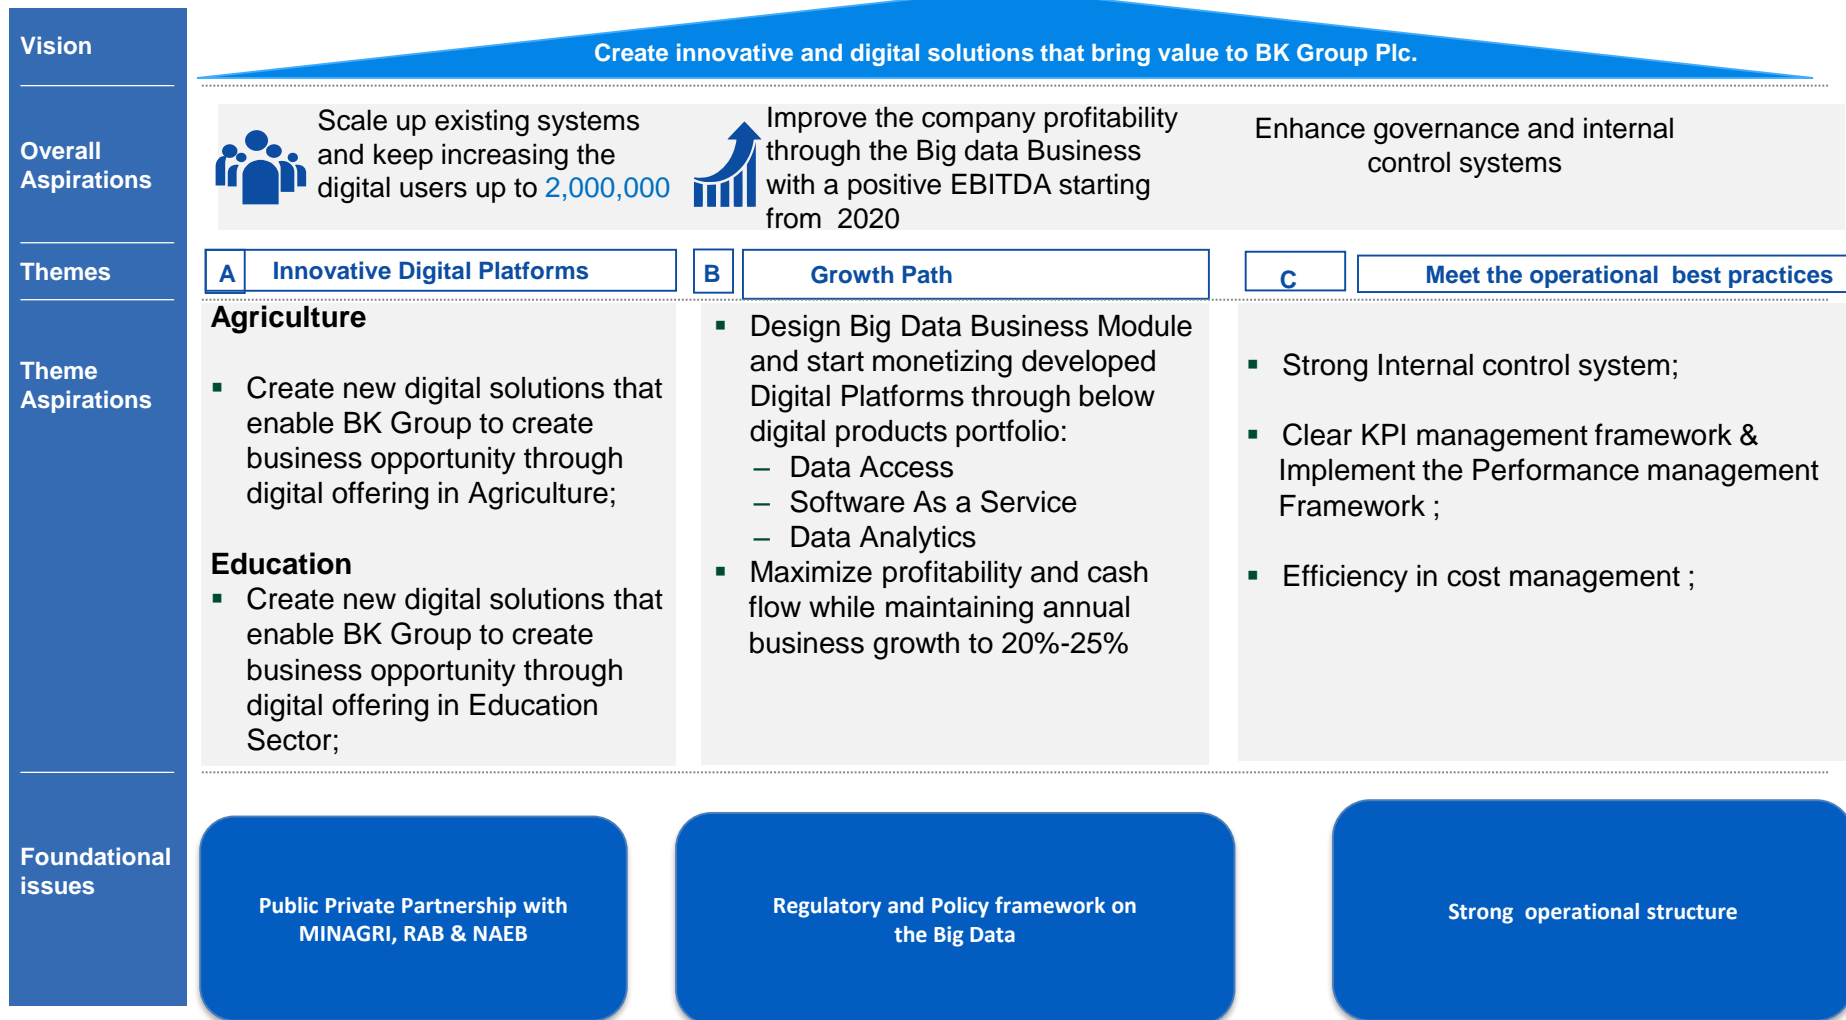 Vision
Create innovative and digital solutions that bring value to BK Group Plc.
Overall
Aspirations
Scale up existing systems
and keep increasing the
digital users up to 2,000,000
Improve the company profitability
through the Big data Business
with a positive EBITDA starting
from 2020
Enhance governance and internal
control systems
Themes
A Innovative Digital Platforms
B Growth Path
C Meet the operational best practices
Theme
Aspirations
Agriculture
▪ Create new digital solutions that
enable BK Group to create
business opportunity through
digital offering in Agriculture;
Education
▪ Create new digital solutions that
enable BK Group to create
business opportunity through
digital offering in Education
Sector;
▪ Design Big Data Business Module
and start monetizing developed
Digital Platforms through below
digital products portfolio:
– Data Access
– Software As a Service
– Data Analytics
▪ Maximize profitability and cash
flow while maintaining annual
business growth to 20%-25%
▪ Strong Internal control system;
▪ Clear KPI management framework &
Implement the Performance management
Framework ;
▪ Efficiency in cost management ;
Foundational
issues
Public Private Partnership with
MINAGRI, RAB & NAEB
Regulatory and Policy framework on
the Big Data
Strong operational structure